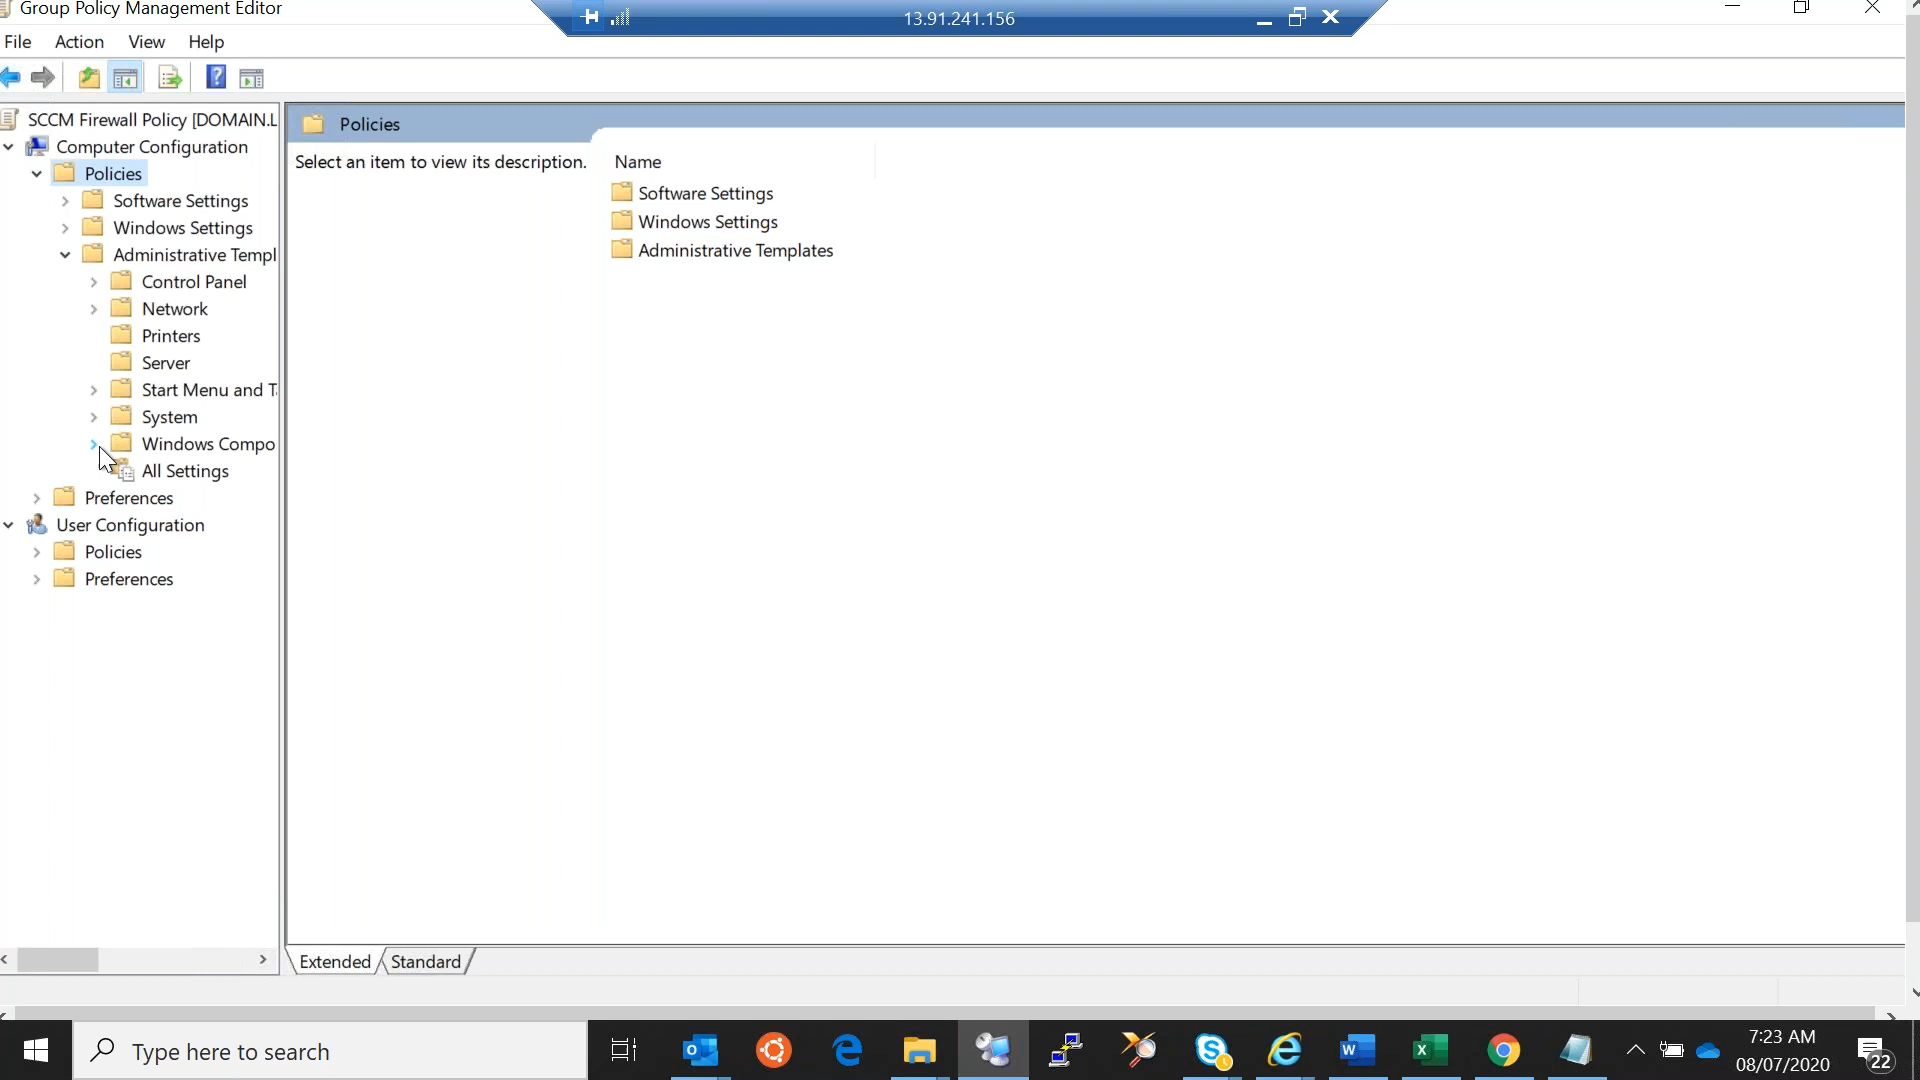 Group Policy Management Editor
13.91.241.156
File Action View Help
SCCM Firewall Policy [DOMAIN.L
Computer Configuration
Policies
Software Settings
Windows Settings
Administrative Templ
Control Panel
Network
Printers
Server
Start Menu and T
System
Windows Compo
All Settings
Preferences
User Configuration
Policies
Preferences
Policies
Select an item to view its description.
Name
Software Settings
Windows Settings
Administrative Templates
Extended Standard
Type here to search
7:23 AM
08/07/2020
22